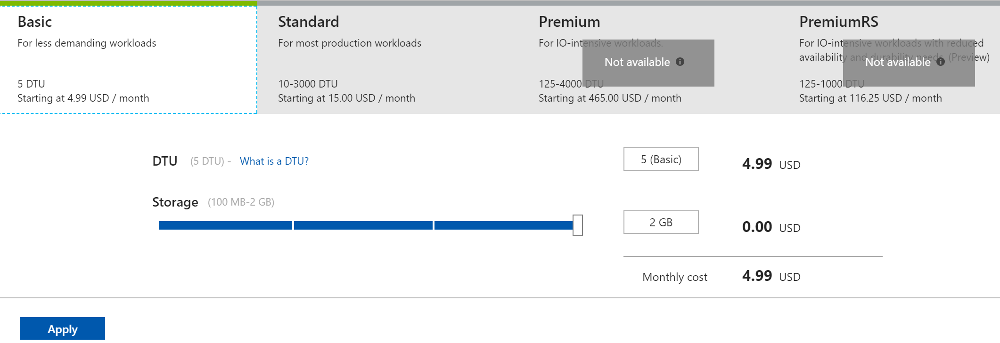 Basic
For less demanding workloads
5 DTU
Starting at 4.99 USD / month
Standard
For most production workloads
10-3000 DTU
Starting at 15.00 USD / month
Premium
For IO-intensive workloads.
Not available
125-4000 DTU
Starting at 465.00 USD / month
PremiumRS
For IO-intensive workloads with reduced
availability and durability needs. (Preview)
Not available
125-1000 DTU
Starting at 116.25 USD / month
DTU (5 DTU) - What is a DTU? 5 (Basic) 4.99 USD
Storage (100 MB-2 GB)
2 GB 0.00 USD
Monthly cost 4.99 USD
Apply